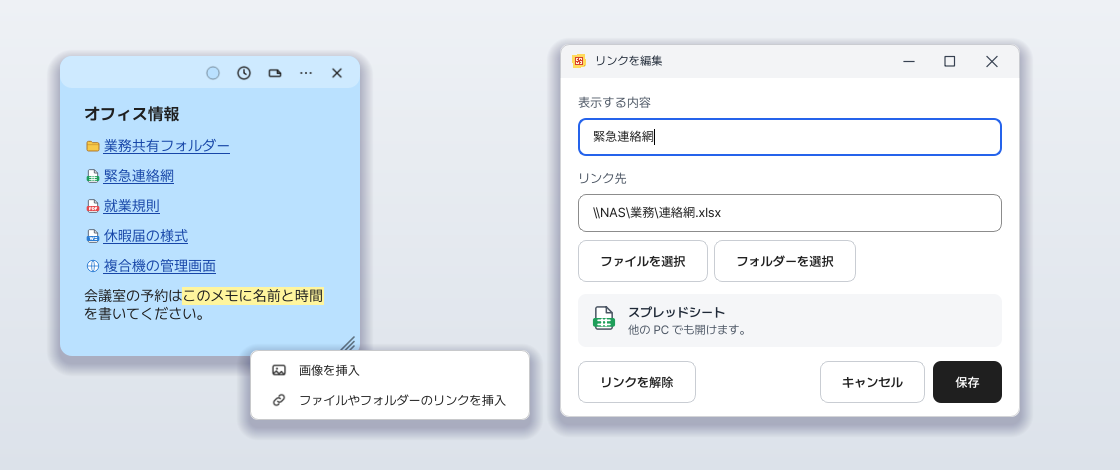 オフィス情報
業務共有フォルダー
緊急連絡網
就業規則
休暇届の様式
複合機の管理画面
会議室の予約はこのメモに名前と時間
を書いてください。
画像を挿入
ファイルやフォルダーのリンクを挿入
リンクを編集
表示する内容
緊急連絡網
リンク先
\\NAS\業務\連絡網.xlsx
ファイルを選択
フォルダーを選択
スプレッドシート
他の PC でも開けます。
リンクを解除
キャンセル
保存